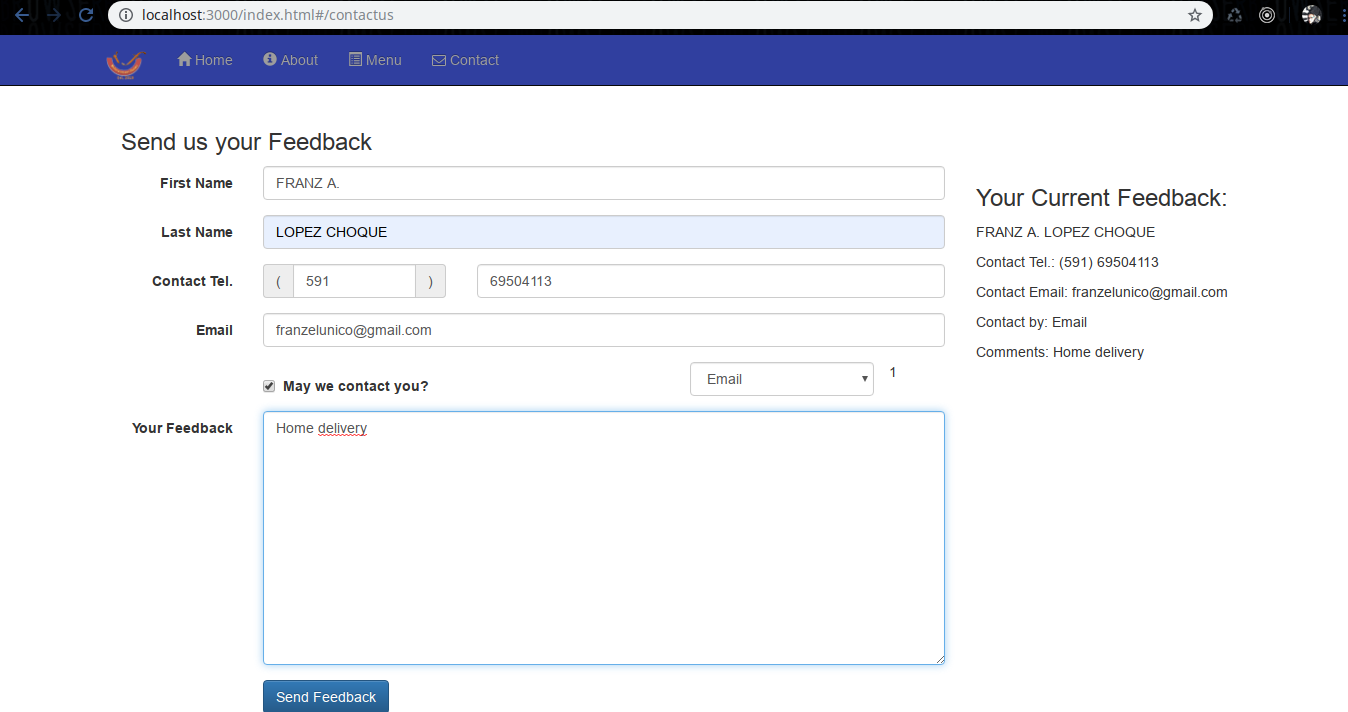 localhost:3000/index.html#/contactus
Home About Menu Contact
Send us your Feedback
First Name FRANZ A.
Last Name LOPEZ CHOQUE
Contact Tel. ( 591 ) 69504113
Email franzelunico@gmail.com
May we contact you? Email 1
Your Feedback Home delivery
Send Feedback
Your Current Feedback:
FRANZ A. LOPEZ CHOQUE
Contact Tel.: (591) 69504113
Contact Email: franzelunico@gmail.com
Contact by: Email
Comments: Home delivery